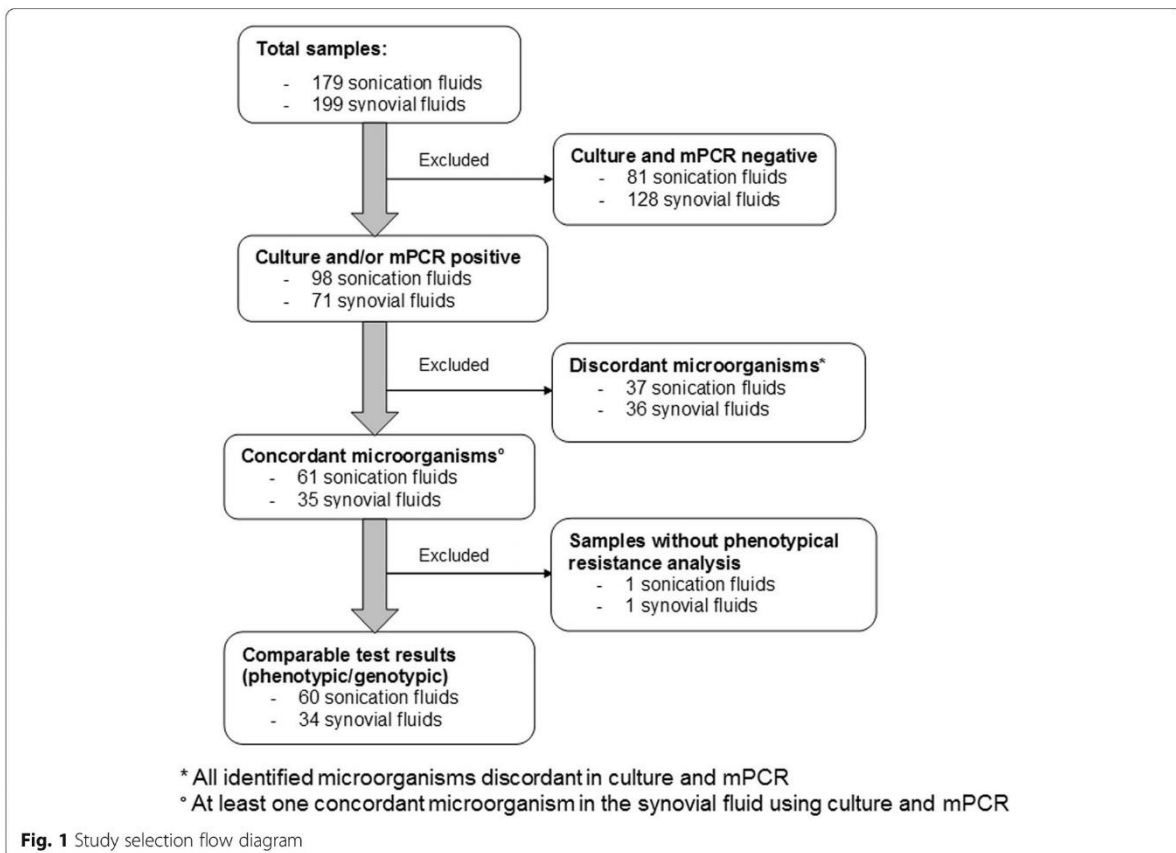 Total samples:
- 179 sonication fluids
- 199 synovial fluids
Excluded
Culture and mPCR negative
- 81 sonication fluids
- 128 synovial fluids
Culture and/or mPCR positive
- 98 sonication fluids
- 71 synovial fluids
Excluded
Discordant microorganisms*
- 37 sonication fluids
- 36 synovial fluids
Concordant microorganisms°
- 61 sonication fluids
- 35 synovial fluids
Excluded
Samples without phenotypical
resistance analysis
- 1 sonication fluids
- 1 synovial fluids
Comparable test results
(phenotypic/genotypic)
- 60 sonication fluids
- 34 synovial fluids
* All identified microorganisms discordant in culture and mPCR
° At least one concordant microorganism in the synovial fluid using culture and mPCR
Fig. 1 Study selection flow diagram